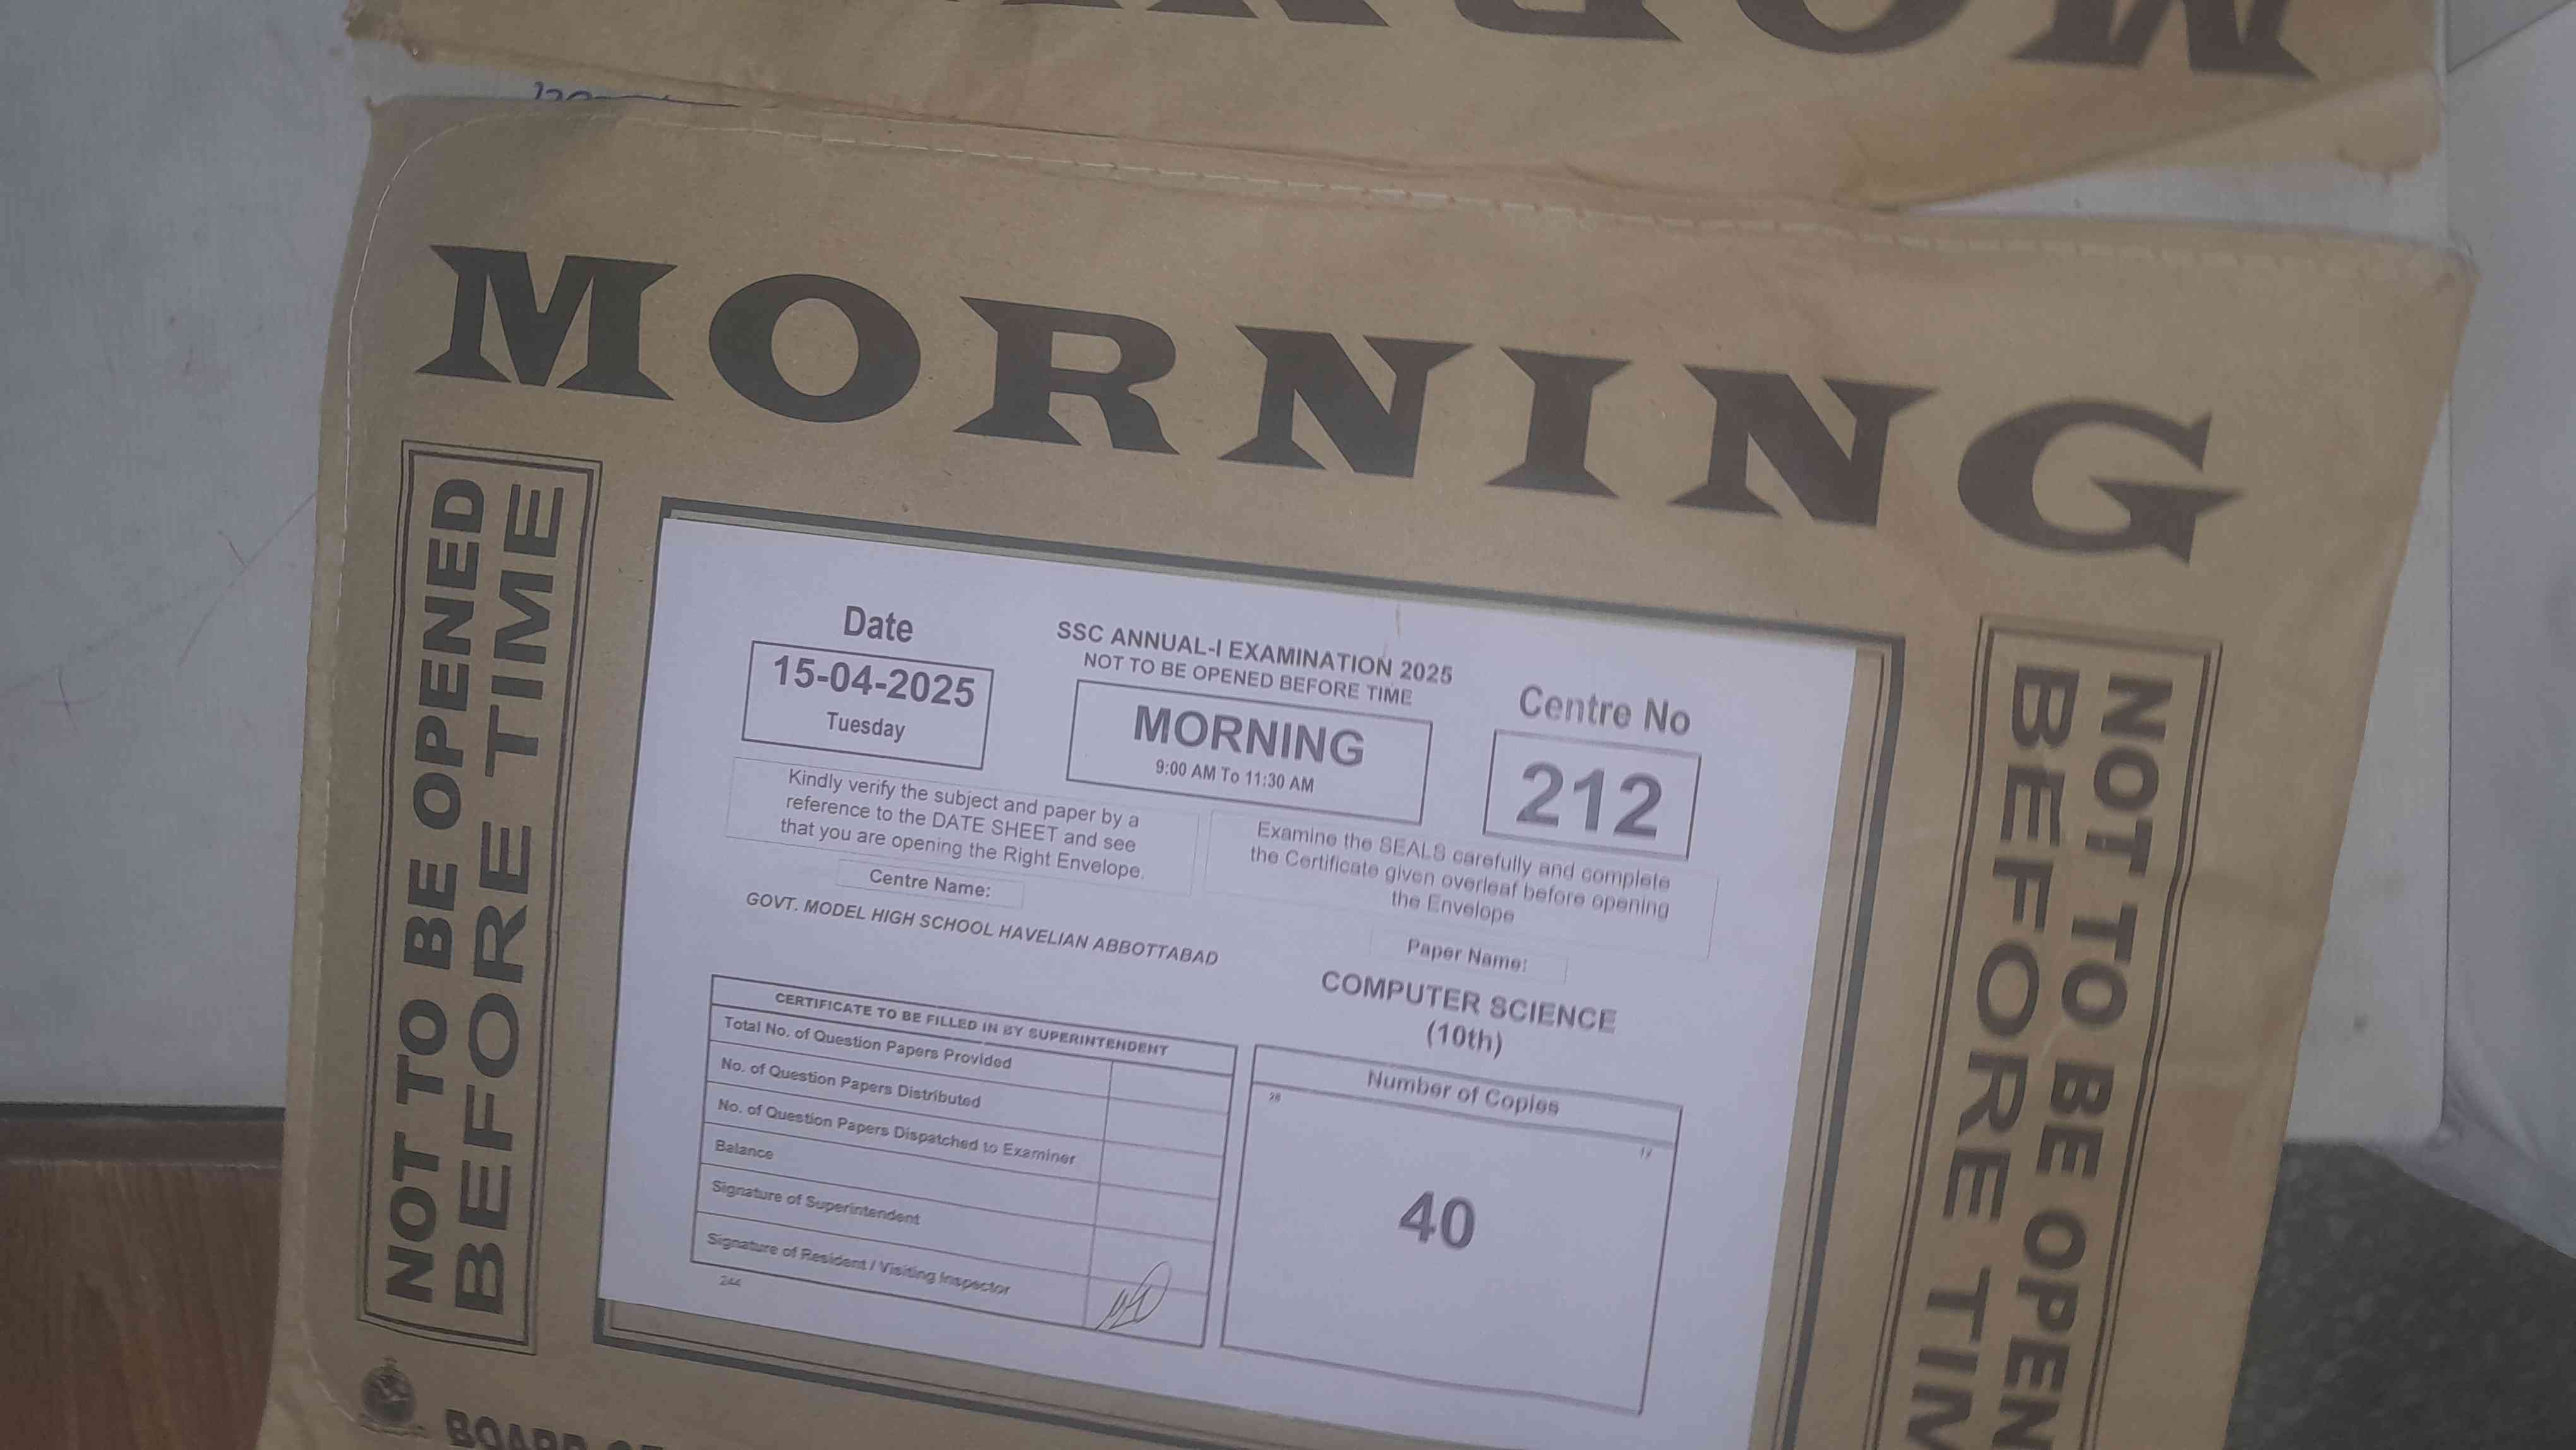 MORNING
NOT TO BE OPENED
BEFORE TIME
Date
15-04-2025
Tuesday
SSC ANNUAL-I EXAMINATION 2025
NOT TO BE OPENED BEFORE TIME
MORNING
9:00 AM To 11:30 AM
Centre No
212
Kindly verify the subject and paper by a
reference to the DATE SHEET and see
that you are opening the Right Envelope.
Examine the SEALS carefully and complete
the Certificate given overleaf before opening
the Envelope
Centre Name:
GOVT. MODEL HIGH SCHOOL HAVELIAN ABBOTTABAD
Paper Name:
COMPUTER SCIENCE
(10th)
CERTIFICATE TO BE FILLED IN BY SUPERINTENDENT
Total No. of Question Papers Provided
No. of Question Papers Distributed
No. of Question Papers Dispatched to Examiner
Balance
Signature of Superintendent
Signature of Resident / Visiting Inspector
244
Number of Copies
28
17
40
NOT TO BE OPEN
BEFORE TIM
BOARD